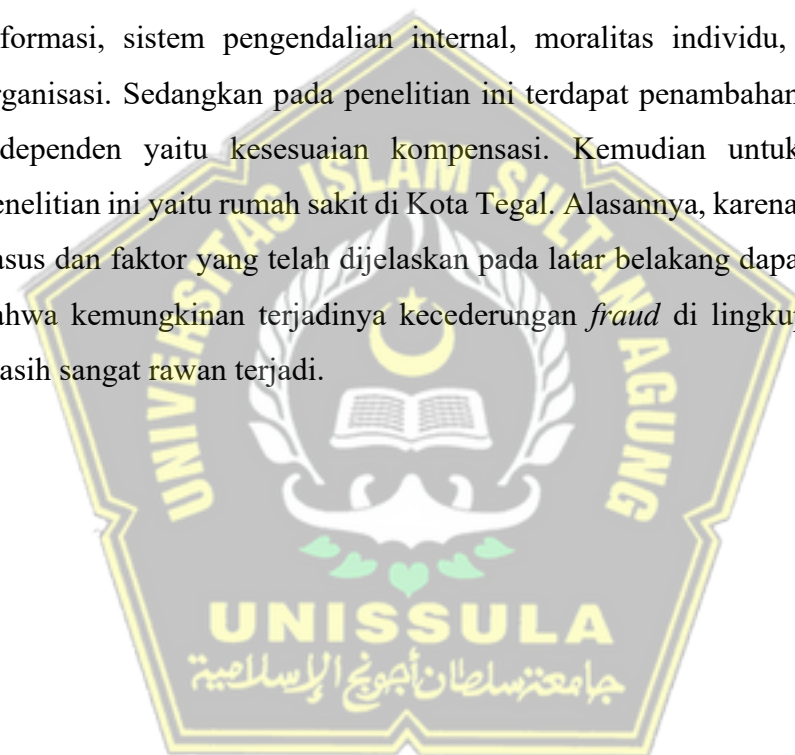 formasi, sistem pengendalian internal, moralitas individu,
rganisasi. Sedangkan pada penelitian ini terdapat penambahan
dependen yaitu kesesuaian kompensasi. Kemudian untuk
enelitian ini yaitu rumah sakit di Kota Tegal. Alasannya, karena
asus dan faktor yang telah dijelaskan pada latar belakang dapa
ahwa kemungkinan terjadinya kecederungan fraud di lingkup
asih sangat rawan terjadi.
UNIVERSITAS ISLAM SULTAN AGUNG
UNISSULA
جامعة سلطان أجونج الإسلامية